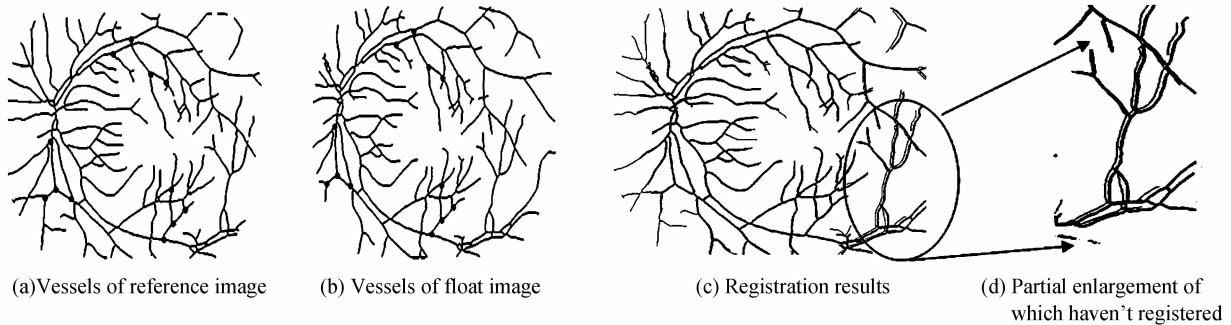 (a)Vessels of reference image
(b) Vessels of float image
(c) Registration results
(d) Partial enlargement of
which haven't registered